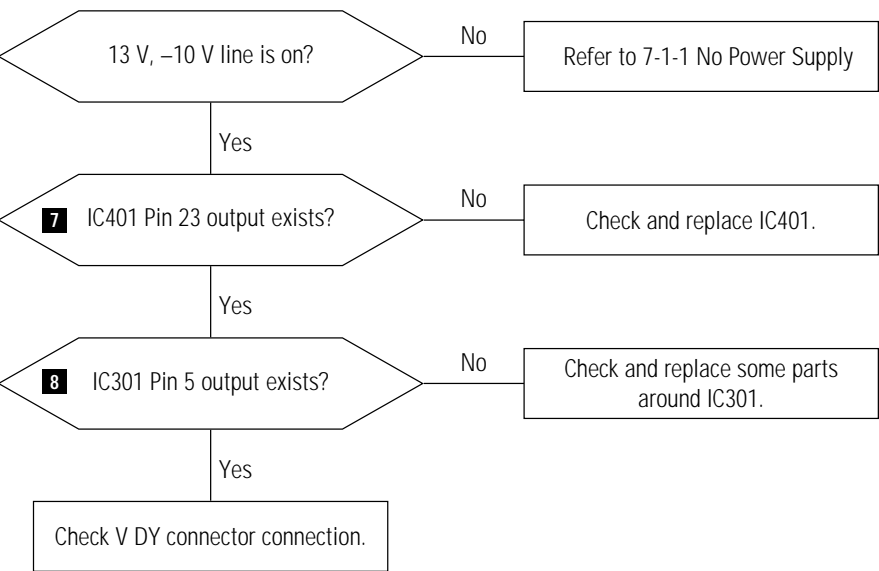 13 V, –10 V line is on?
No
Refer to 7-1-1 No Power Supply
Yes
7 IC401 Pin 23 output exists?
No
Check and replace IC401.
Yes
8 IC301 Pin 5 output exists?
No
Check and replace some parts
around IC301.
Yes
Check V DY connector connection.